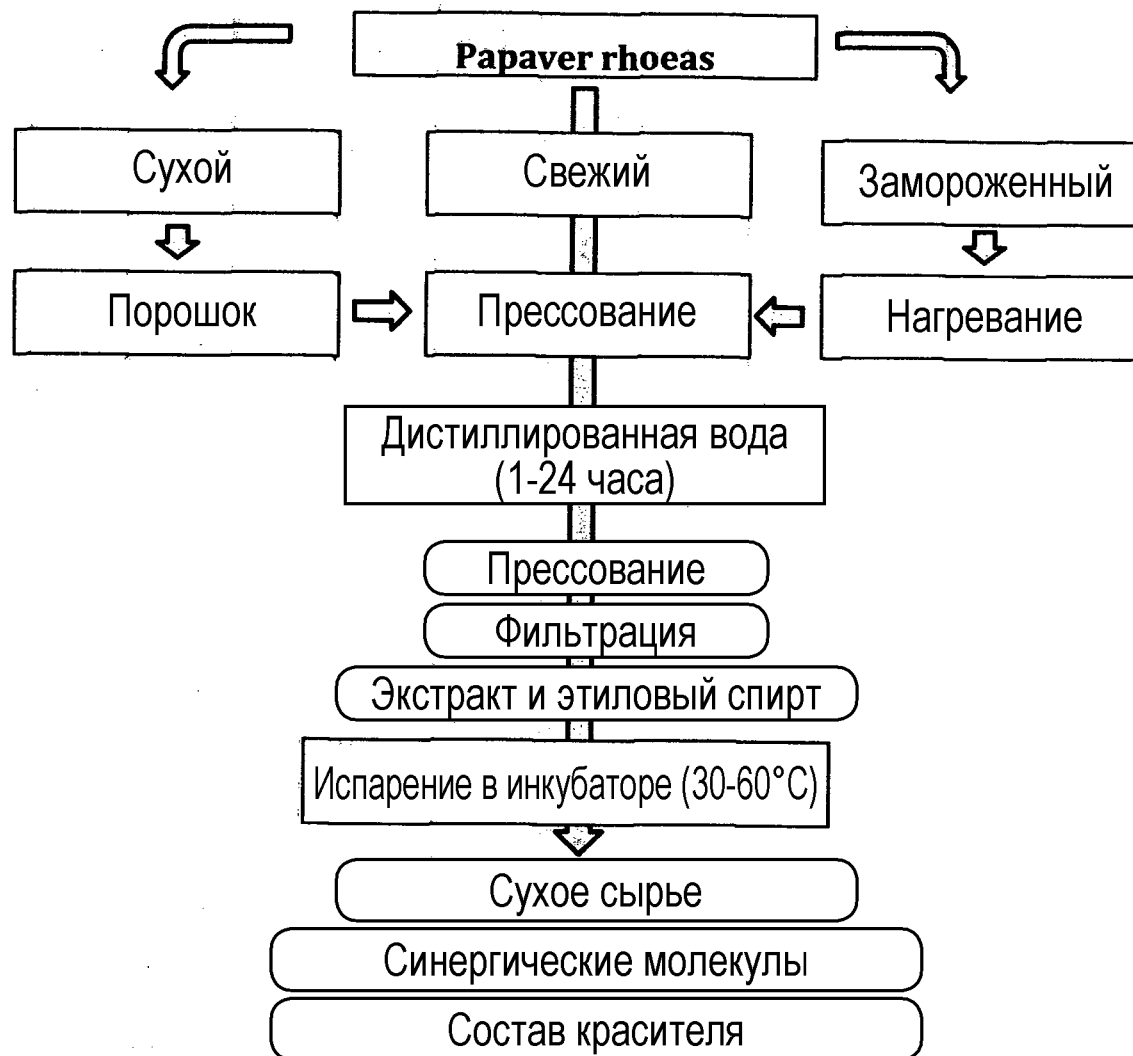 Papaver rhoeas
Сухой
Свежий
Замороженный
Порошок
Прессование
Нагревание
Дистиллированная вода
(1-24 часа)
Прессование
Фильтрация
Экстракт и этиловый спирт
Испарение в инкубаторе (30-60°C)
Сухое сырье
Синергические молекулы
Состав красителя